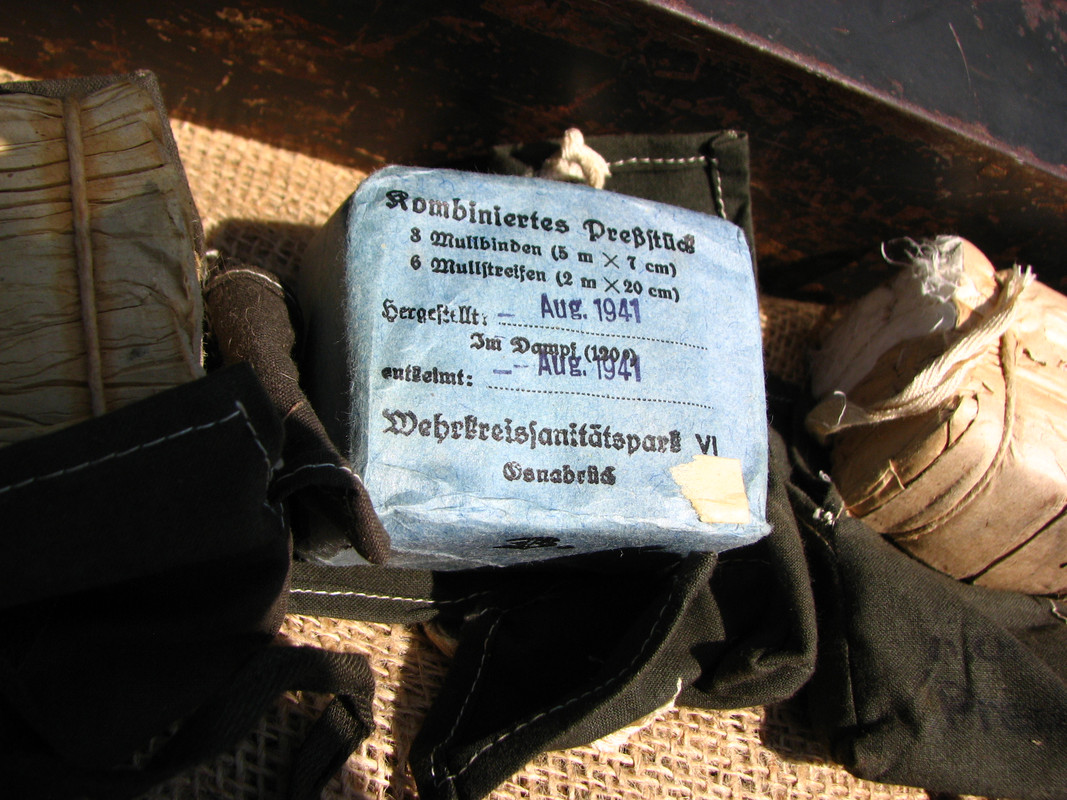 Kombiniertes Preßstück
3 Mullbinden (5 m × 7 cm)
6 Mullstreifen (2 m × 20 cm)
Hergestellt: – Aug. 1941
Im Dampf (120°)
entkeimt: – - Aug. 1941
Wehrkreissanitätspark VI
Osnabrück